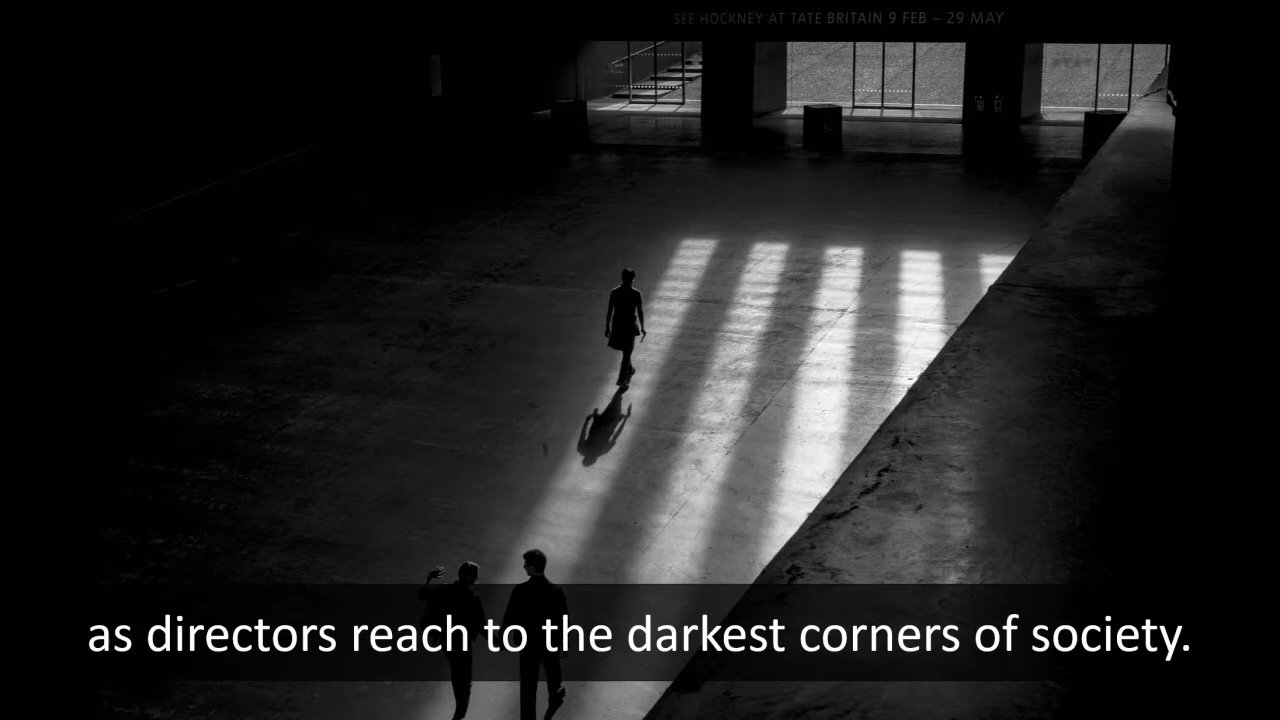 SEE HOCKNEY AT TATE BRITAIN 9 FEB – 29 MAY
as directors reach to the darkest corners of society.